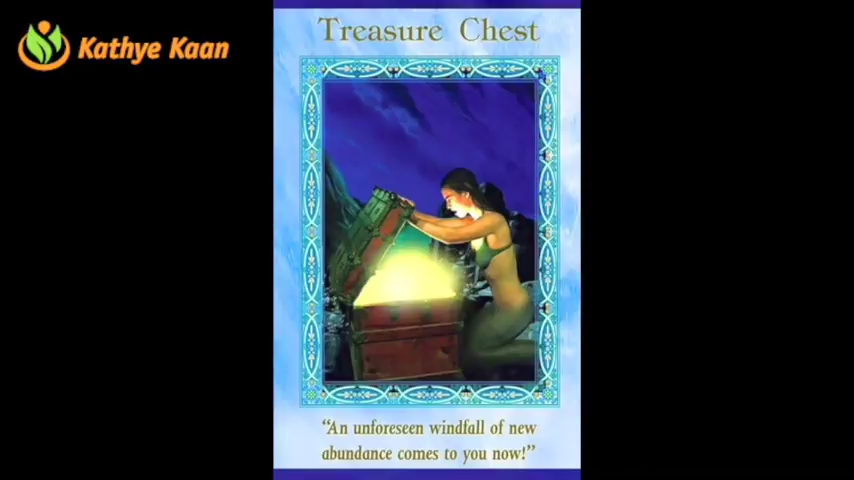 Kathye Kaan
Treasure Chest
“An unforeseen windfall of new
abundance comes to you now!”